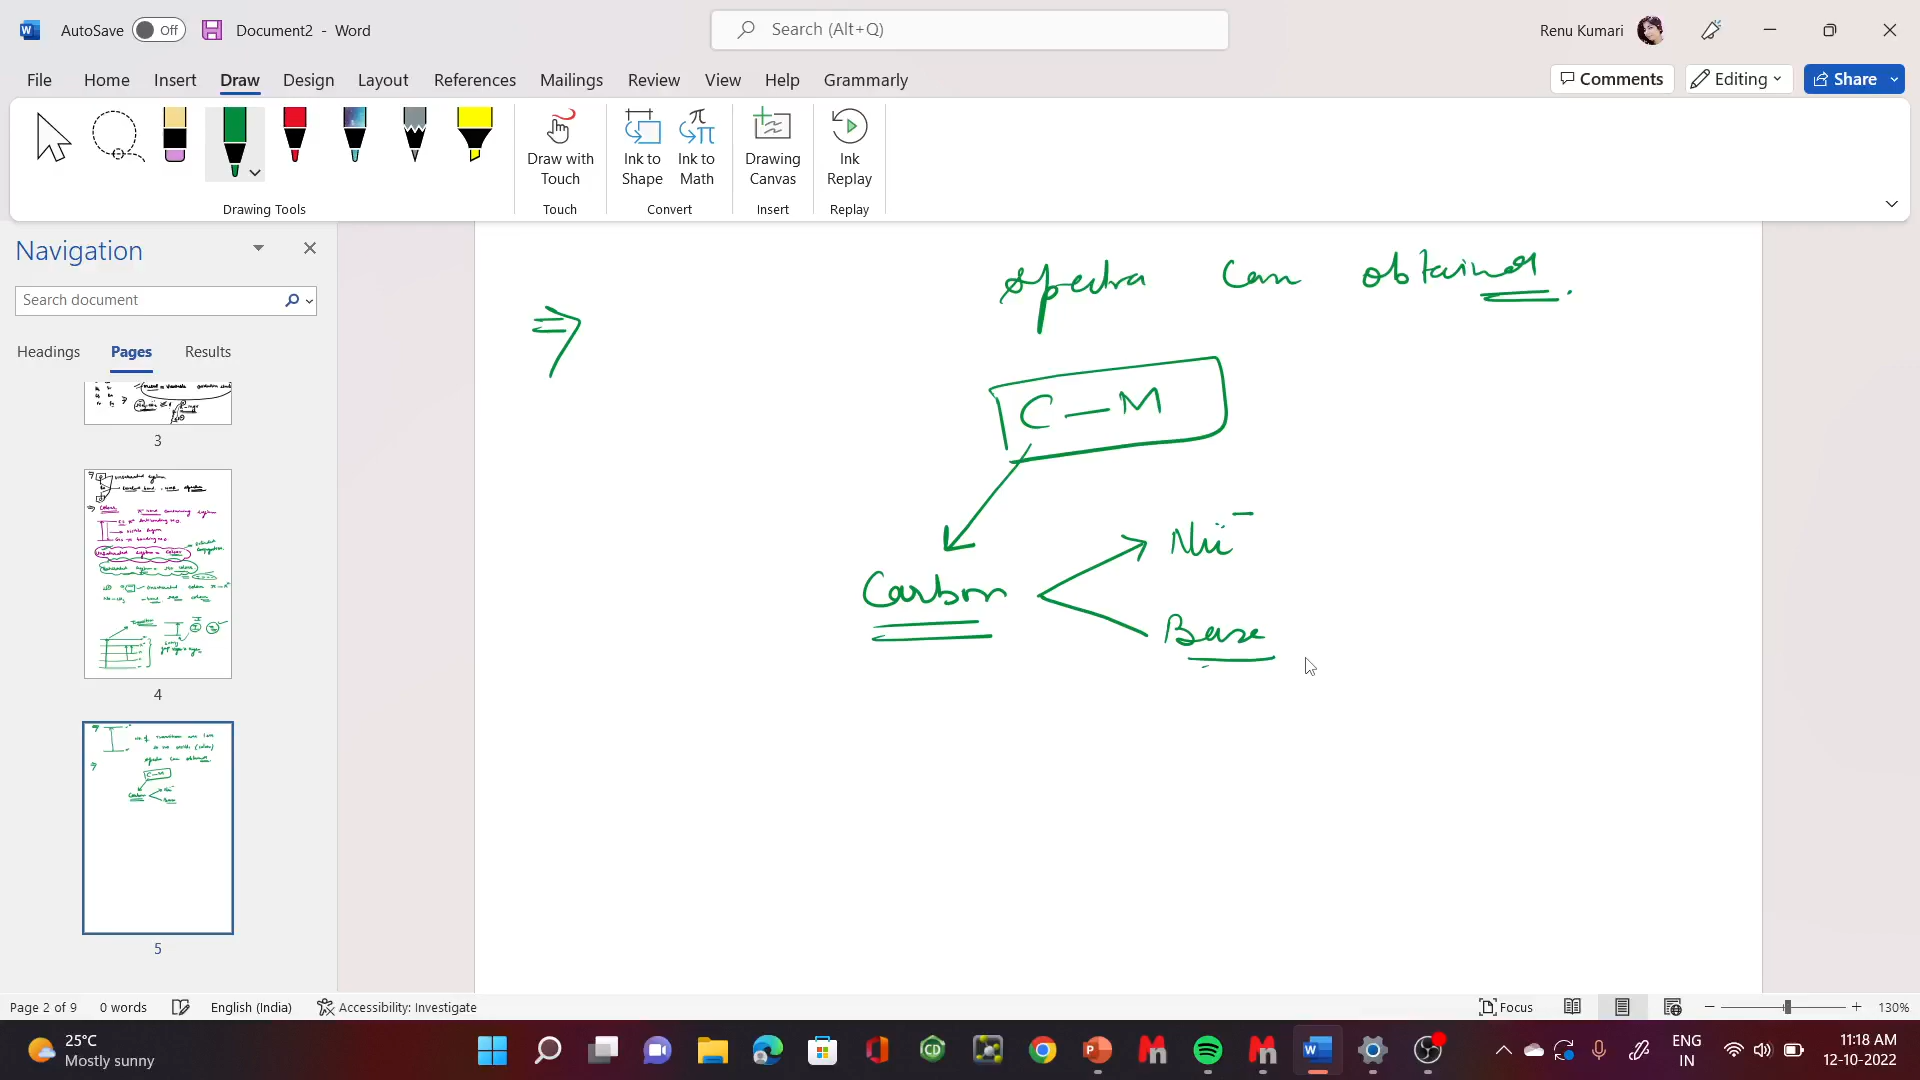 AutoSave Off Document2 - Word Search (Alt+Q) Renu Kumari
File Home Insert Draw Design Layout References Mailings Review View Help Grammarly Comments Editing Share
Draw with Touch Ink to Shape Ink to Math Drawing Canvas Ink Replay
Drawing Tools Touch Convert Insert Replay
Navigation
Search document
Headings Pages Results
3
4
5
spectra can obtained.
⇒
C — M
Nu̅
Carbon
Base
Page 2 of 9 0 words English (India) Accessibility: Investigate Focus 130%
25°C
Mostly sunny
ENG
IN
11:18 AM
12-10-2022